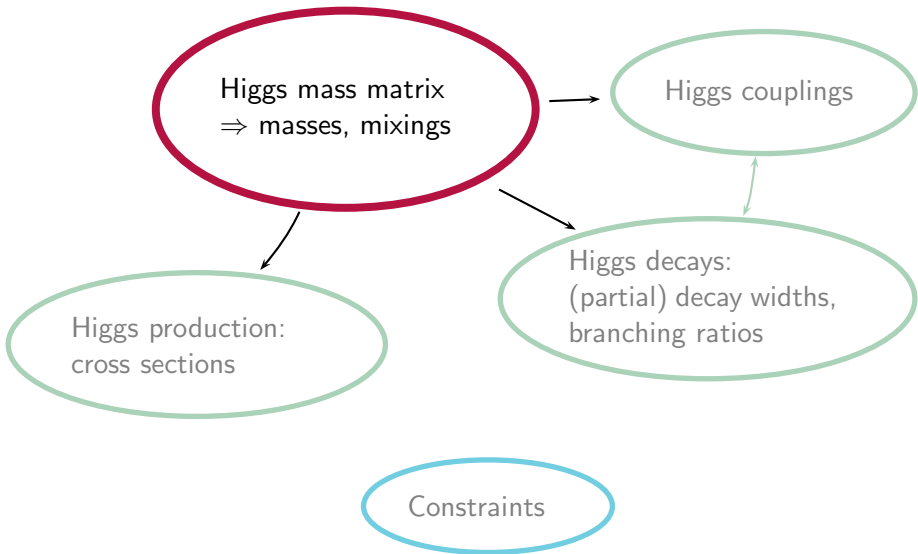 Higgs mass matrix
⇒ masses, mixings
Higgs couplings
Higgs decays:
(partial) decay widths,
branching ratios
Higgs production:
cross sections
Constraints